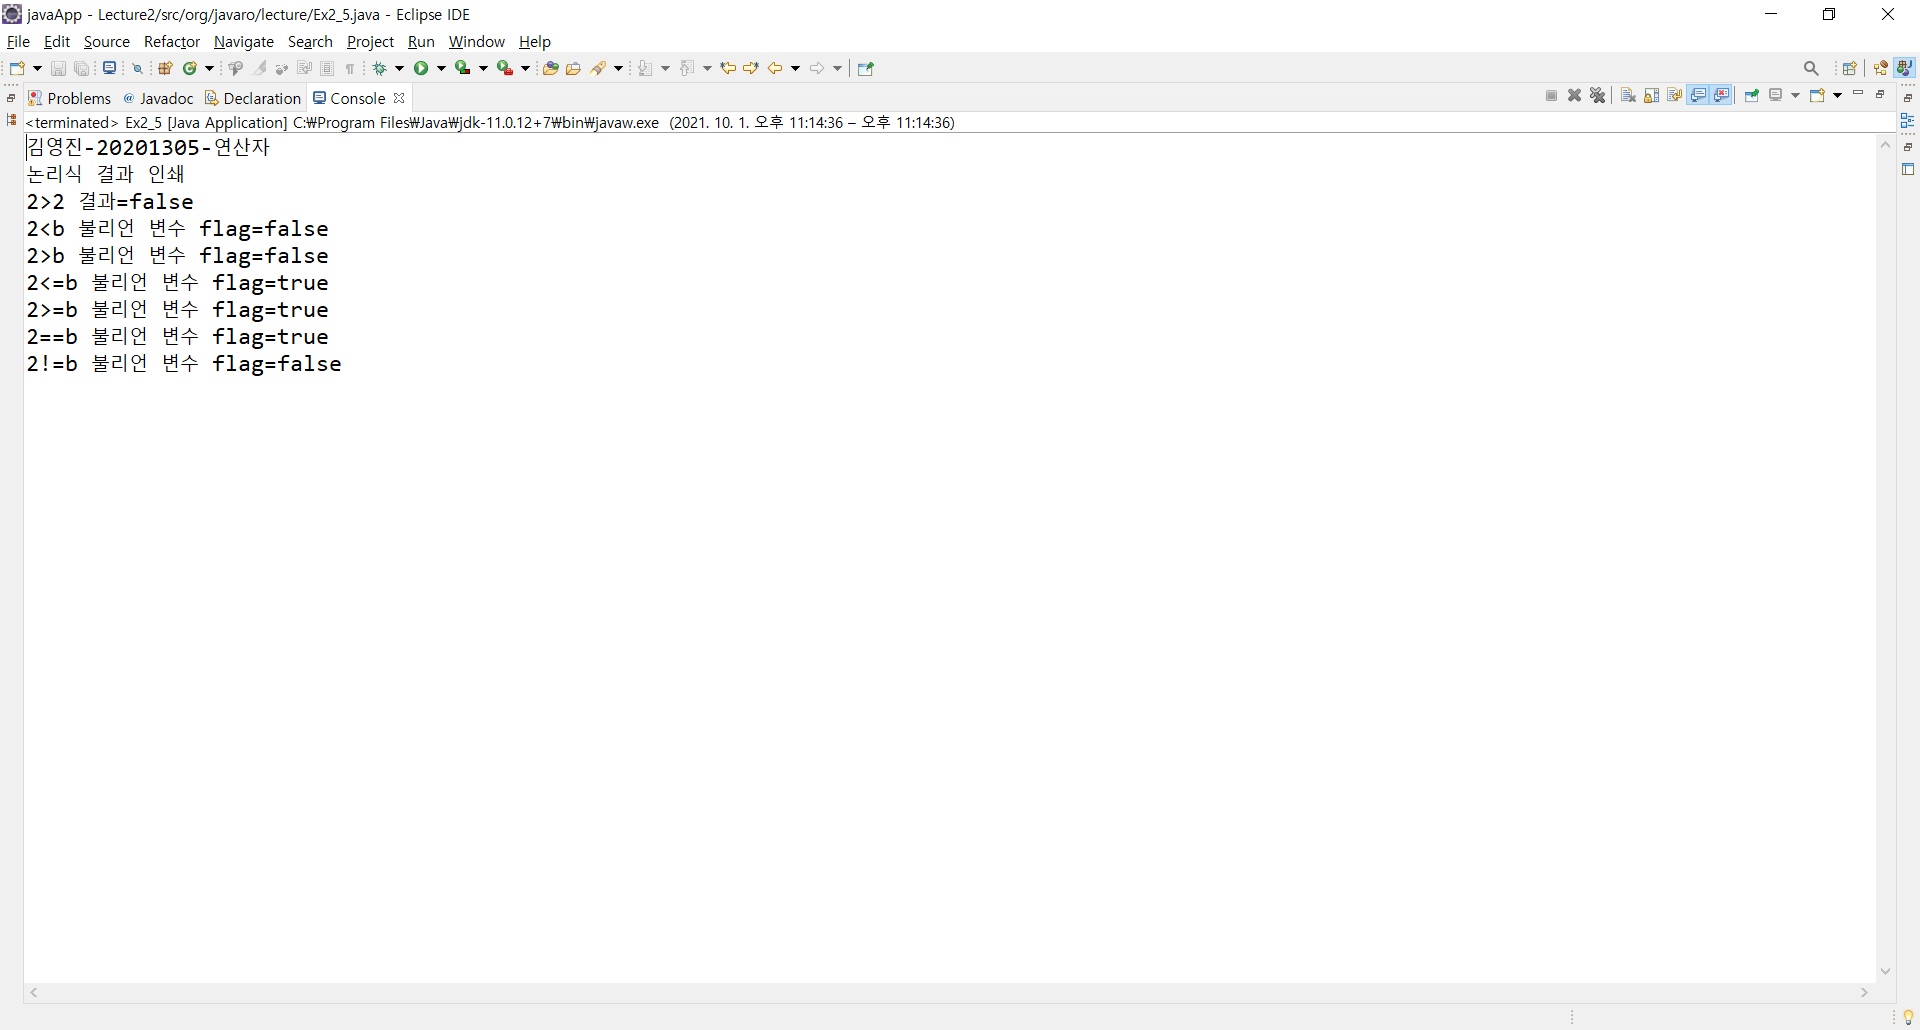 javaApp - Lecture2/src/org/javaro/lecture/Ex2_5.java - Eclipse IDE
File Edit Source Refactor Navigate Search Project Run Window Help
Problems @ Javadoc Declaration Console
<terminated> Ex2_5 [Java Application] C:₩Program Files₩Java₩jdk-11.0.12+7₩bin₩javaw.exe (2021. 10. 1. 오후 11:14:36 – 오후 11:14:36)
김영진-20201305-연산자
논리식 결과 인쇄
2>2 결과=false
2<b 불리언 변수 flag=false
2>b 불리언 변수 flag=false
2<=b 불리언 변수 flag=true
2>=b 불리언 변수 flag=true
2==b 불리언 변수 flag=true
2!=b 불리언 변수 flag=false